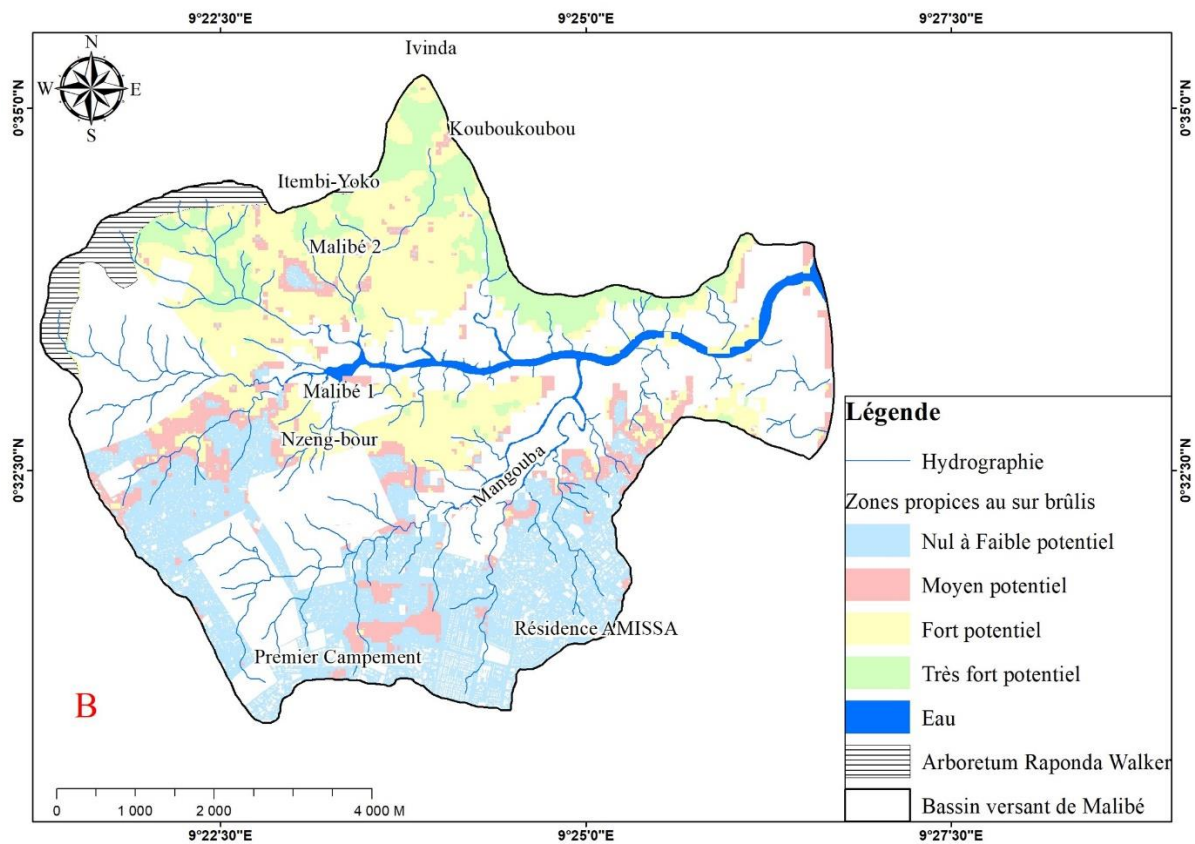 9°22'30"E 9°25'0"E 9°27'30"E
N
W E
S
0°35'0"N 0°35'0"N
0°32'30"N 0°32'30"N
Ivinda
Kouboukoubou
Itembi-Yoko
Malibé 2
Malibé 1
Nzeng-bour
Mangouba
Résidence AMISSA
Premier Campement
B
0 1 000 2 000 4 000 M
Légende
Hydrographie
Zones propices au sur brûlis
Nul à Faible potentiel
Moyen potentiel
Fort potentiel
Très fort potentiel
Eau
Arboretum Raponda Walker
Bassin versant de Malibé
9°22'30"E 9°25'0"E 9°27'30"E